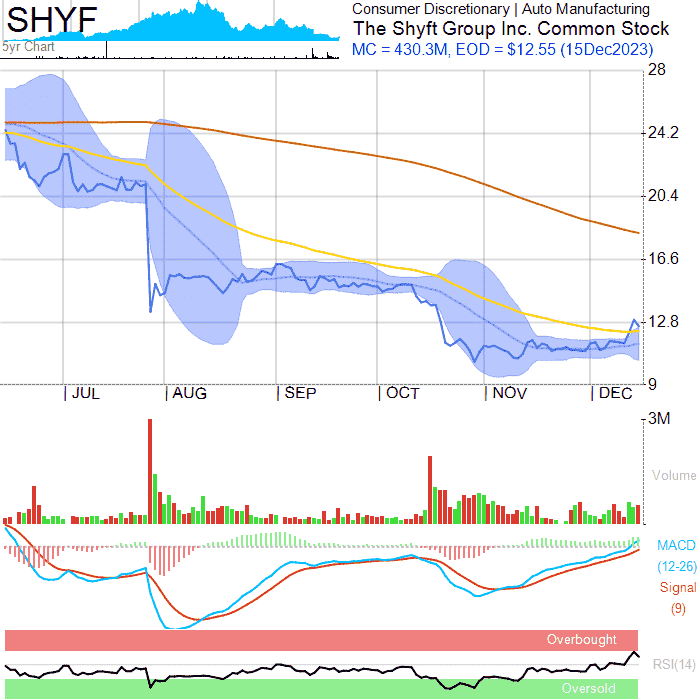 SHYF
5yr Chart
Consumer Discretionary | Auto Manufacturing
The Shyft Group Inc. Common Stock
MC = 430.3M, EOD = $12.55 (15Dec2023)
28
24.2
20.4
16.6
12.8
9
JUL AUG SEP OCT NOV DEC
3M
Volume
MACD
(12-26)
Signal
(9)
Overbought
RSI(14)
Oversold